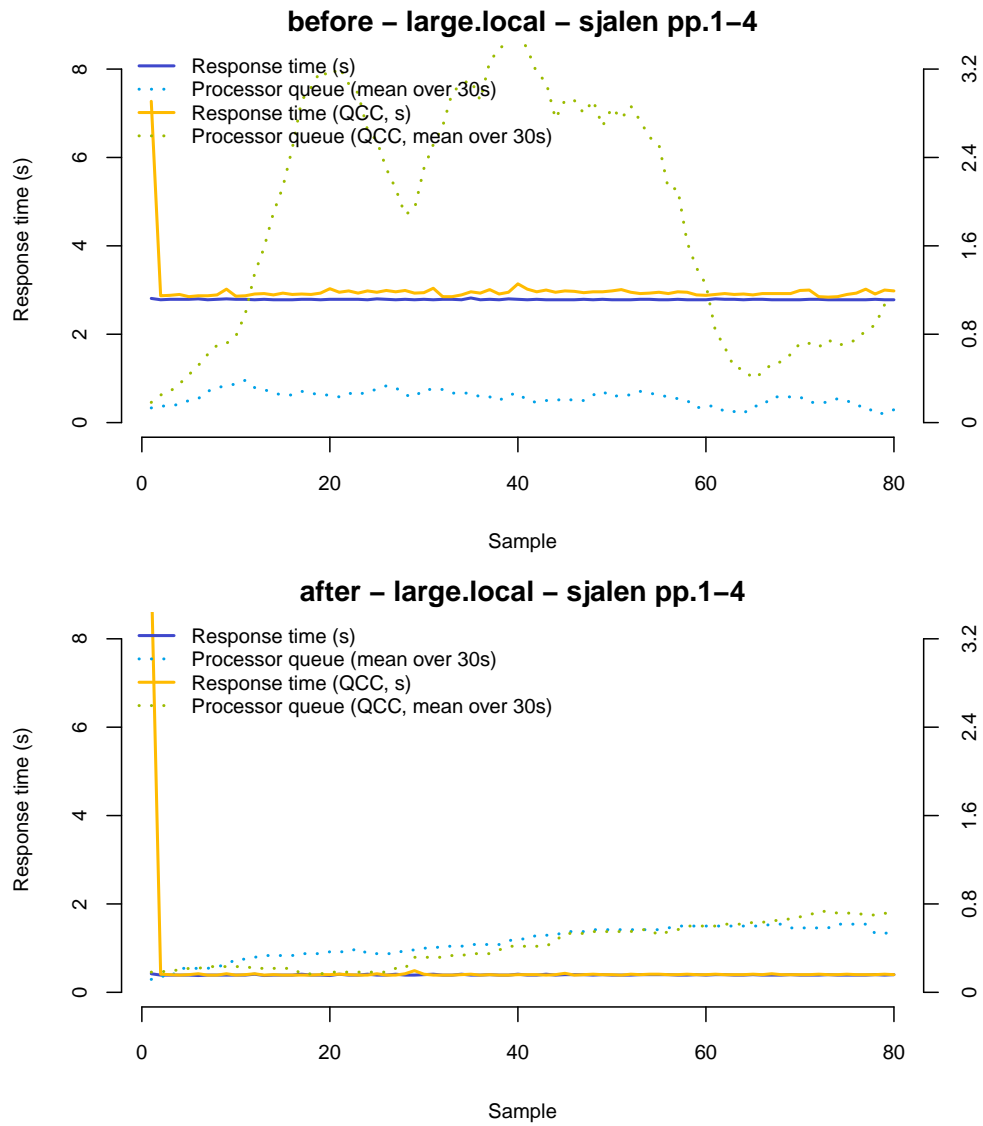 before – large.local – sjalen pp.1–4
Response time (s)
Processor queue (mean over 30s)
Response time (QCC, s)
Processor queue (QCC, mean over 30s)
Response time (s)
0 2 4 6 8
0 0.8 1.6 2.4 3.2
0 20 40 60 80
Sample
after – large.local – sjalen pp.1–4
Response time (s)
Processor queue (mean over 30s)
Response time (QCC, s)
Processor queue (QCC, mean over 30s)
Response time (s)
0 2 4 6 8
0 0.8 1.6 2.4 3.2
0 20 40 60 80
Sample